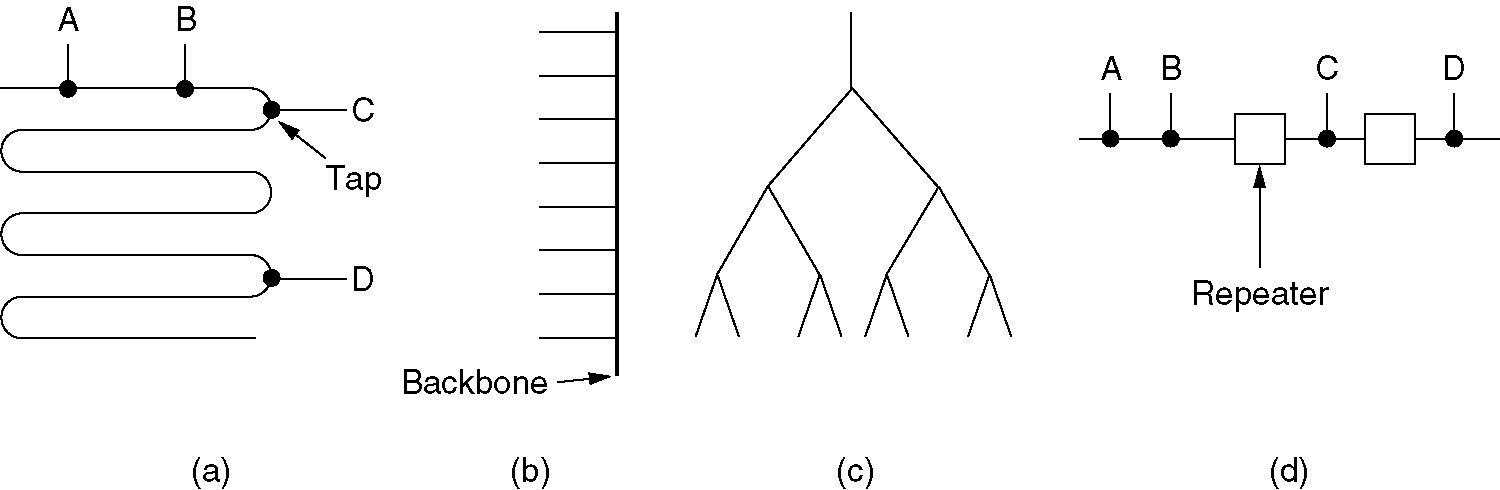 A B
C
Tap
D
Backbone
A B C D
Repeater
(a) (b) (c) (d)